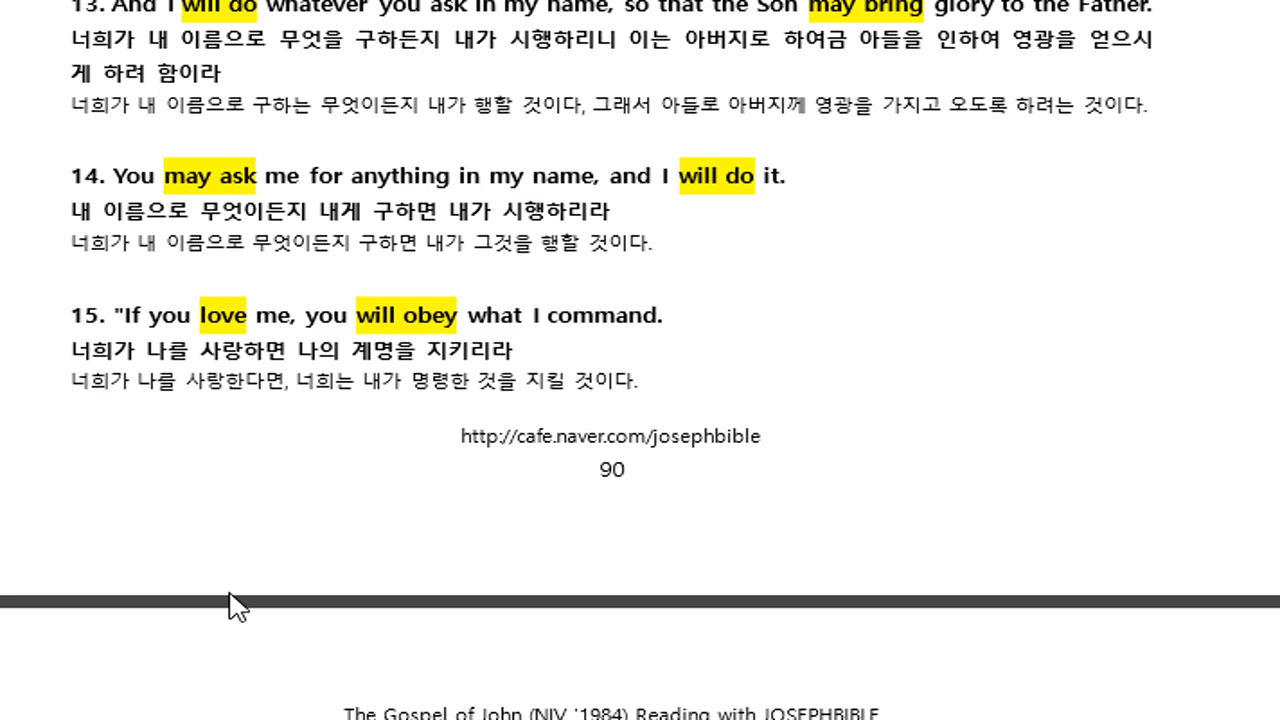 13. And I will do whatever you ask in my name, so that the Son may bring glory to the Father.
너희가 내 이름으로 무엇을 구하든지 내가 시행하리니 이는 아버지로 하여금 아들을 인하여 영광을 얻으시
게 하려 함이라
너희가 내 이름으로 구하는 무엇이든지 내가 행할 것이다, 그래서 아들로 아버지께 영광을 가지고 오도록 하려는 것이다.
14. You may ask me for anything in my name, and I will do it.
내 이름으로 무엇이든지 내게 구하면 내가 시행하리라
너희가 내 이름으로 무엇이든지 구하면 내가 그것을 행할 것이다.
15. "If you love me, you will obey what I command.
너희가 나를 사랑하면 나의 계명을 지키리라
너희가 나를 사랑한다면, 너희는 내가 명령한 것을 지킬 것이다.
http://cafe.naver.com/josephbible
90
The Gospel of John (NIV '1984) Reading with JOSEPHBIBLE